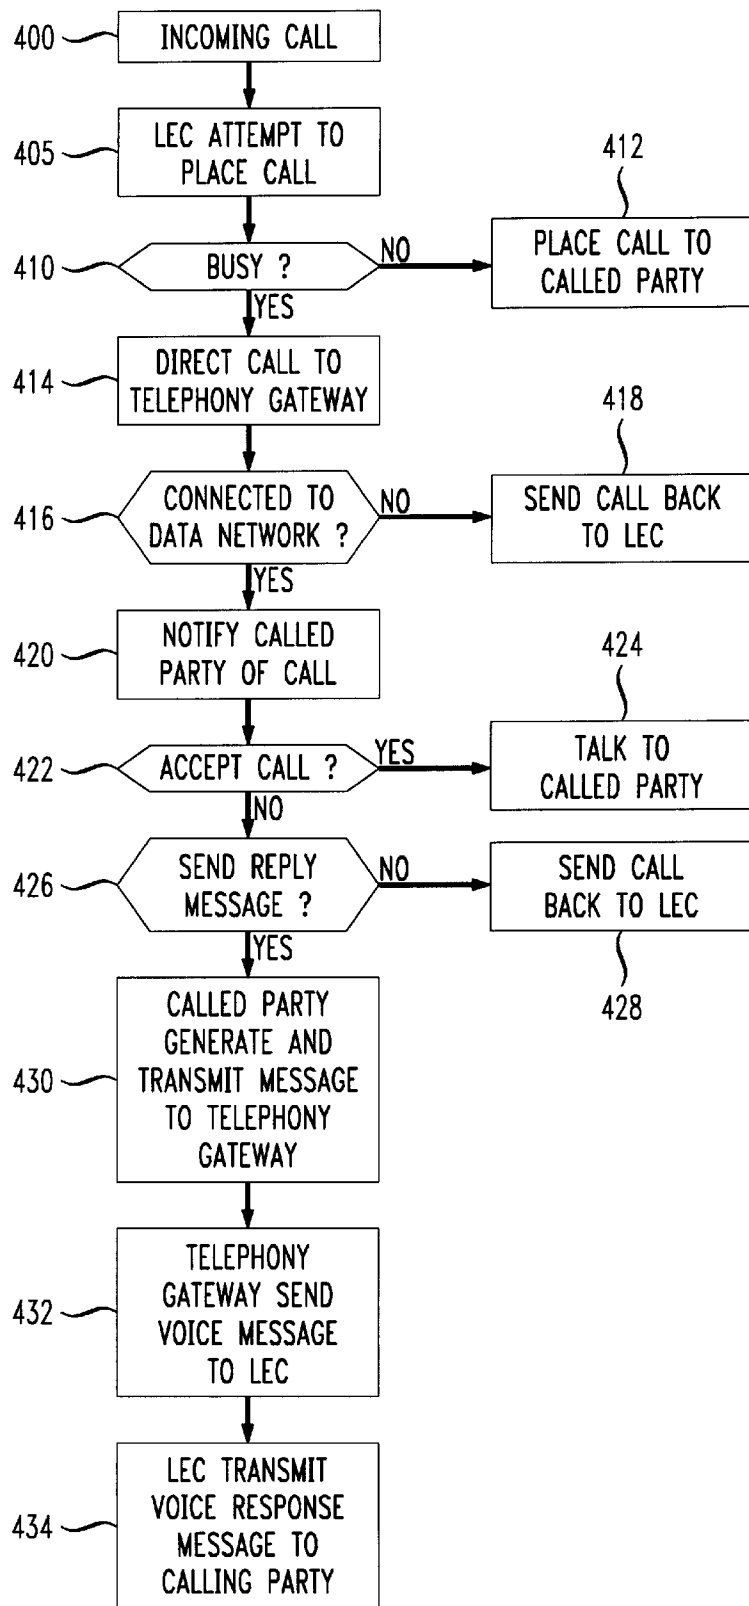 400
INCOMING CALL
405
LEC ATTEMPT TO
PLACE CALL
410
BUSY ?
NO
412
PLACE CALL TO
CALLED PARTY
YES
414
DIRECT CALL TO
TELEPHONY GATEWAY
416
CONNECTED TO
DATA NETWORK ?
NO
418
SEND CALL BACK
TO LEC
YES
420
NOTIFY CALLED
PARTY OF CALL
422
ACCEPT CALL ?
YES
424
TALK TO
CALLED PARTY
NO
426
SEND REPLY
MESSAGE ?
NO
SEND CALL
BACK TO LEC
428
YES
430
CALLED PARTY
GENERATE AND
TRANSMIT MESSAGE
TO TELEPHONY
GATEWAY
432
TELEPHONY
GATEWAY SEND
VOICE MESSAGE
TO LEC
434
LEC TRANSMIT
VOICE RESPONSE
MESSAGE TO
CALLING PARTY